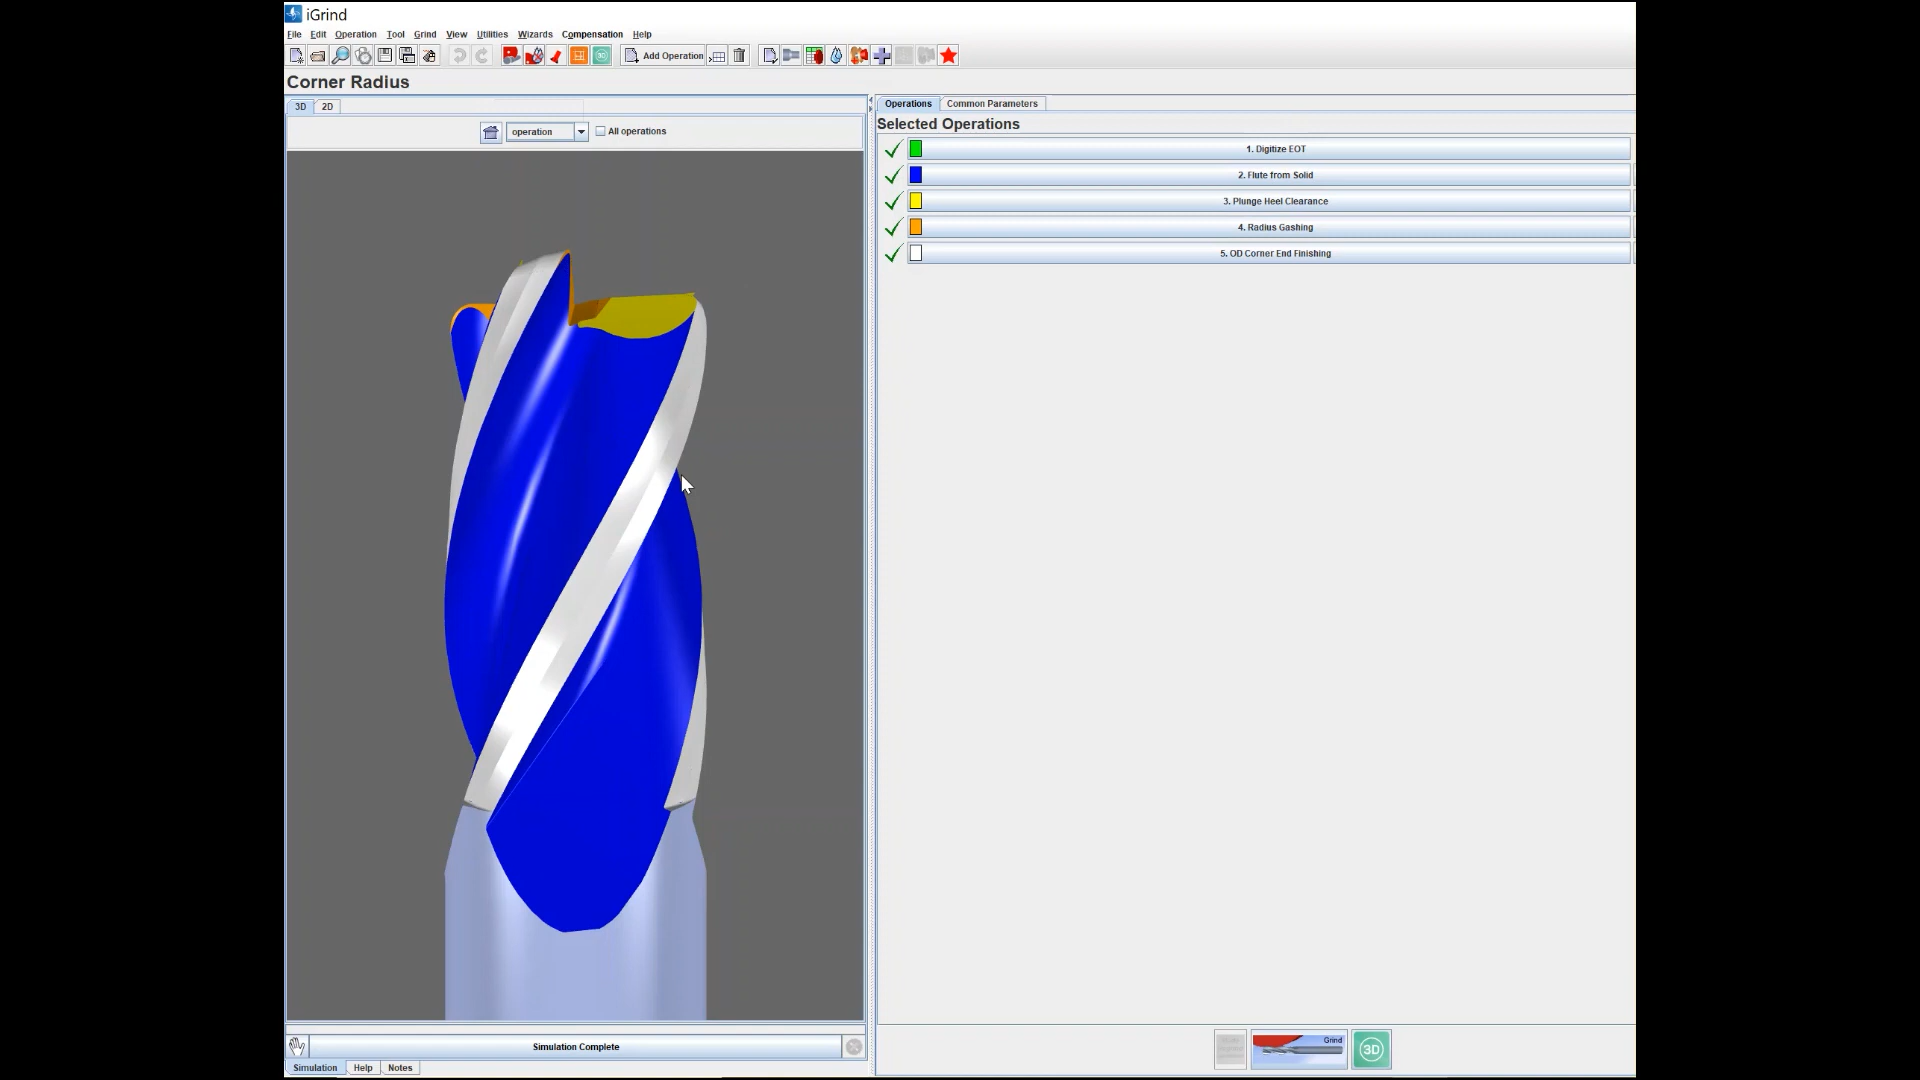 iGrind
File Edit Operation Tool Grind View Utilities Wizards Compensation Help
Add Operation
Corner Radius
3D 2D
operation All operations
Operations Common Parameters
Selected Operations
1. Digitize EOT
2. Flute from Solid
3. Plunge Heel Clearance
4. Radius Gashing
5. OD Corner End Finishing
Simulation Complete
Grind
3D
Simulation Help Notes